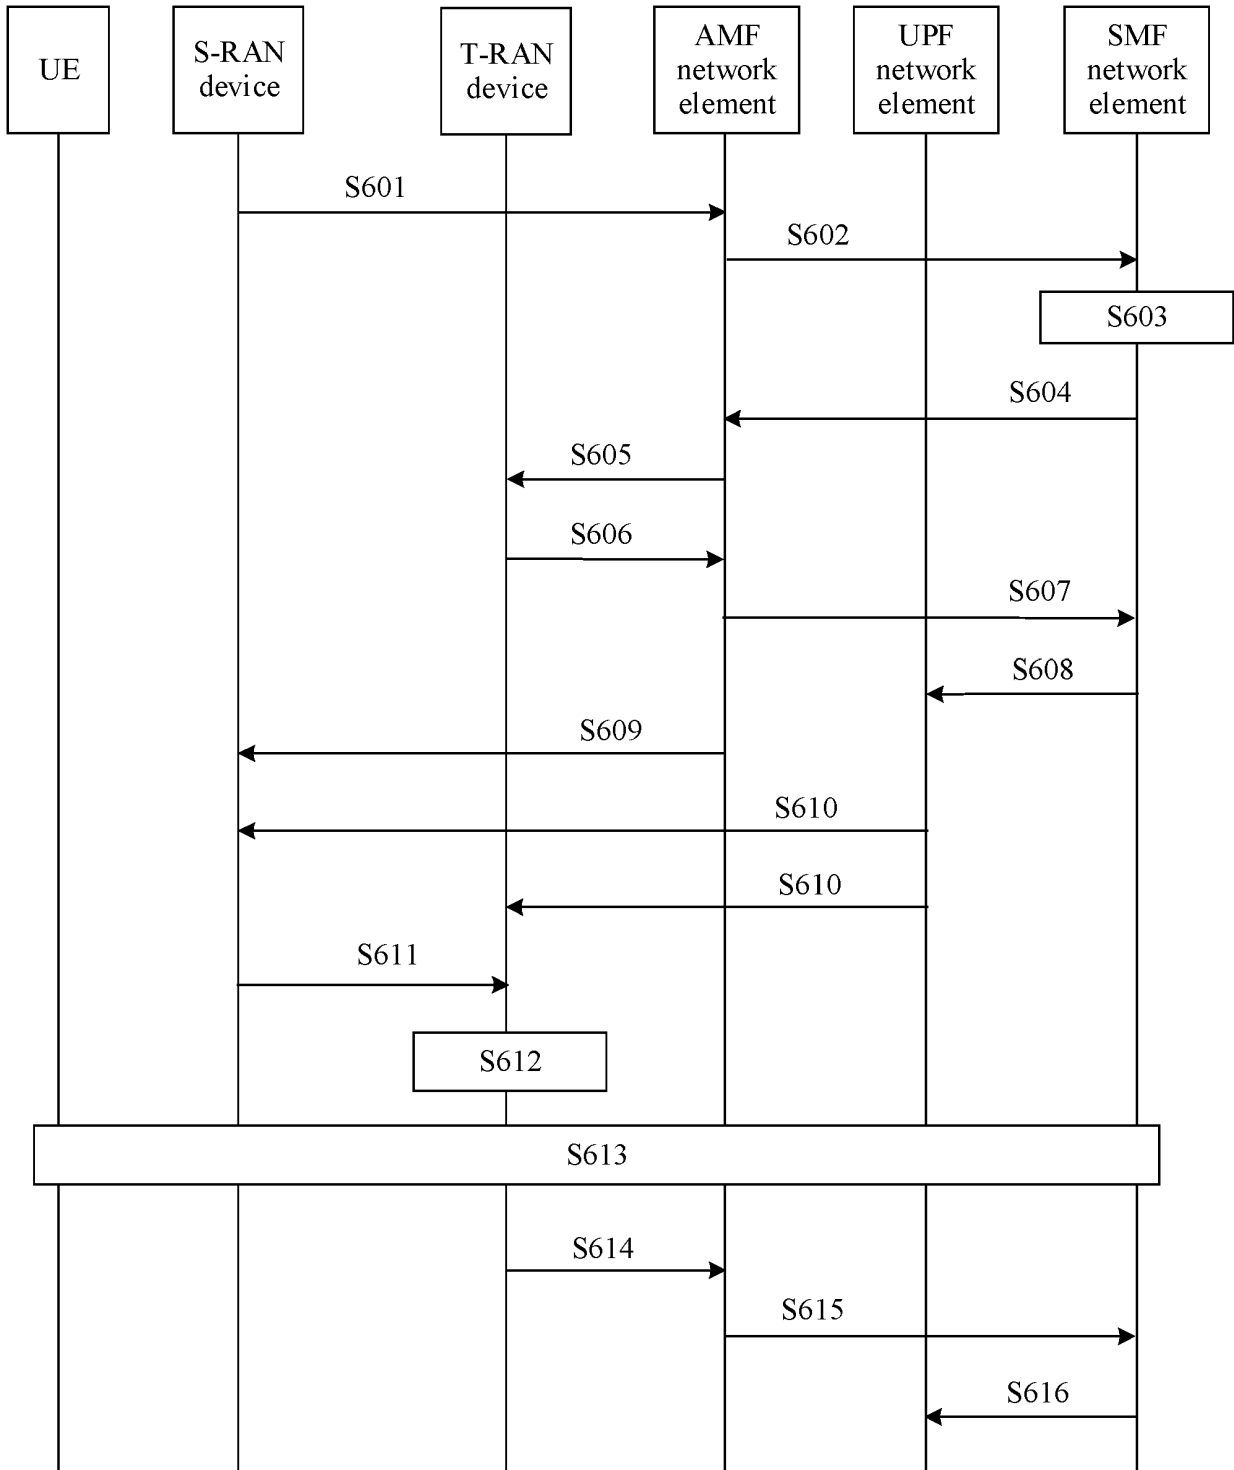 UE
S-RAN
device
T-RAN
device
AMF
network
element
UPF
network
element
SMF
network
element
S601
S602
S603
S604
S605
S606
S607
S608
S609
S610
S610
S611
S612
S613
S614
S615
S616